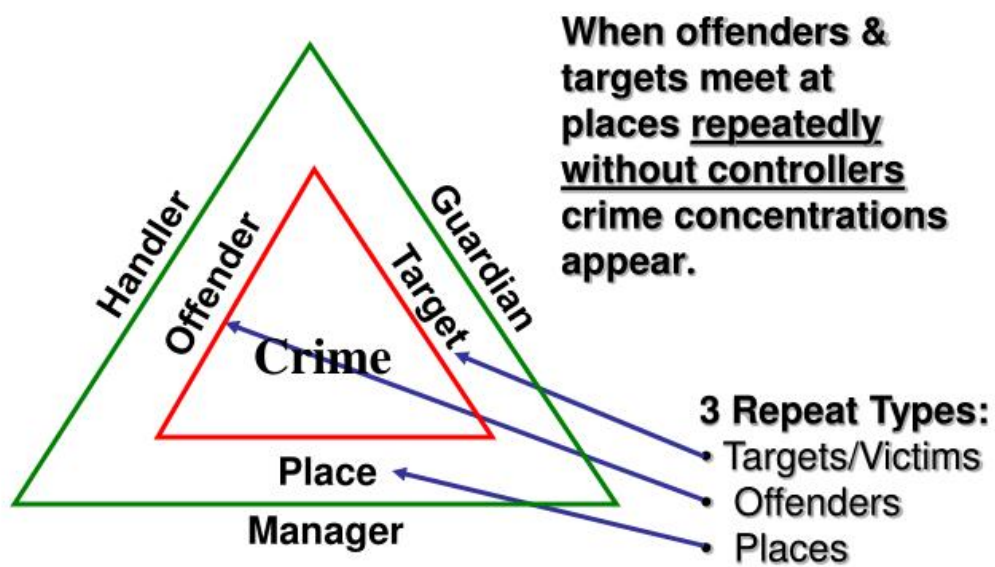 When offenders &
targets meet at
places repeatedly
without controllers
crime concentrations
appear.
Handler
Guardian
Offender
Target
Crime
Place
Manager
3 Repeat Types:
• Targets/Victims
• Offenders
• Places